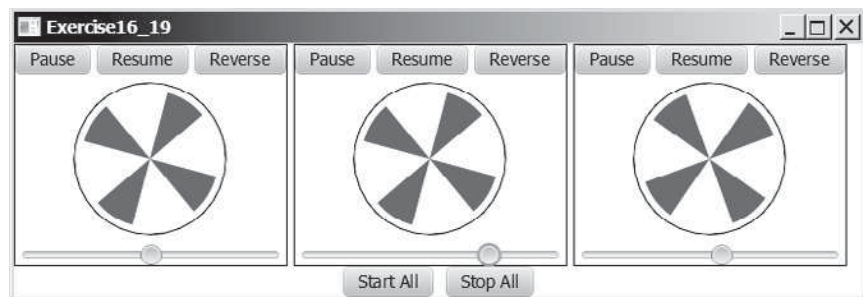 Exercise16_19
Pause Resume Reverse Pause Resume Reverse Pause Resume Reverse
Start All Stop All